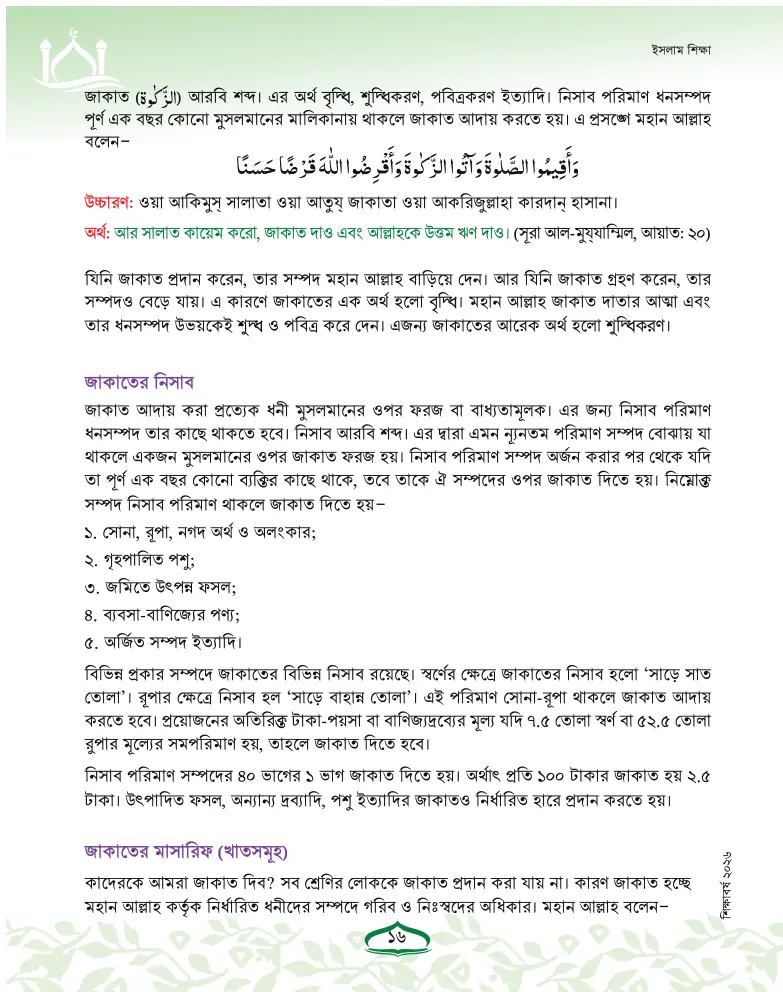 ইসলাম শিক্ষা
জাকাত (الزَّكٰوة) আরবি শব্দ। এর অর্থ বৃদ্ধি, শুদ্ধিকরণ, পবিত্রকরণ ইত্যাদি। নিসাব পরিমাণ ধনসম্পদ
পূর্ণ এক বছর কোনো মুসলমানের মালিকানায় থাকলে জাকাত আদায় করতে হয়। এ প্রসঙ্গে মহান আল্লাহ
বলেন−
وَأَقِيمُوا الصَّلٰوةَ وَآتُوا الزَّكٰوةَ وَأَقْرِضُوا اللّٰهَ قَرْضًا حَسَنًا
উচ্চারণ: ওয়া আকিমুস্ সালাতা ওয়া আতুয্ জাকাতা ওয়া আকরিজুল্লাহা কারদান্ হাসানা।
অর্থ: আর সালাত কায়েম করো, জাকাত দাও এবং আল্লাহকে উত্তম ঋণ দাও। (সূরা আল-মুয্যাম্মিল, আয়াত: ২০)
যিনি জাকাত প্রদান করেন, তার সম্পদ মহান আল্লাহ বাড়িয়ে দেন। আর যিনি জাকাত গ্রহণ করেন, তার
সম্পদও বেড়ে যায়। এ কারণে জাকাতের এক অর্থ হলো বৃদ্ধি। মহান আল্লাহ জাকাত দাতার আত্মা এবং
তার ধনসম্পদ উভয়কেই শুদ্ধ ও পবিত্র করে দেন। এজন্য জাকাতের আরেক অর্থ হলো শুদ্ধিকরণ।
জাকাতের নিসাব
জাকাত আদায় করা প্রত্যেক ধনী মুসলমানের ওপর ফরজ বা বাধ্যতামূলক। এর জন্য নিসাব পরিমাণ
ধনসম্পদ তার কাছে থাকতে হবে। নিসাব আরবি শব্দ। এর দ্বারা এমন ন্যূনতম পরিমাণ সম্পদ বোঝায় যা
থাকলে একজন মুসলমানের ওপর জাকাত ফরজ হয়। নিসাব পরিমাণ সম্পদ অর্জন করার পর থেকে যদি
তা পূর্ণ এক বছর কোনো ব্যক্তির কাছে থাকে, তবে তাকে ঐ সম্পদের ওপর জাকাত দিতে হয়। নিম্নোক্ত
সম্পদ নিসাব পরিমাণ থাকলে জাকাত দিতে হয়−
১. সোনা, রূপা, নগদ অর্থ ও অলংকার;
২. গৃহপালিত পশু;
৩. জমিতে উৎপন্ন ফসল;
৪. ব্যবসা-বাণিজ্যের পণ্য;
৫. অর্জিত সম্পদ ইত্যাদি।
বিভিন্ন প্রকার সম্পদে জাকাতের বিভিন্ন নিসাব রয়েছে। স্বর্ণের ক্ষেত্রে জাকাতের নিসাব হলো ‘সাড়ে সাত
তোলা’। রূপার ক্ষেত্রে নিসাব হল ‘সাড়ে বাহান্ন তোলা’। এই পরিমাণ সোনা-রূপা থাকলে জাকাত আদায়
করতে হবে। প্রয়োজনের অতিরিক্ত টাকা-পয়সা বা বাণিজ্যদ্রব্যের মূল্য যদি ৭.৫ তোলা স্বর্ণ বা ৫২.৫ তোলা
রুপার মূল্যের সমপরিমাণ হয়, তাহলে জাকাত দিতে হবে।
নিসাব পরিমাণ সম্পদের ৪০ ভাগের ১ ভাগ জাকাত দিতে হয়। অর্থাৎ প্রতি ১০০ টাকার জাকাত হয় ২.৫
টাকা। উৎপাদিত ফসল, অন্যান্য দ্রব্যাদি, পশু ইত্যাদির জাকাতও নির্ধারিত হারে প্রদান করতে হয়।
জাকাতের মাসারিফ (খাতসমূহ)
কাদেরকে আমরা জাকাত দিব? সব শ্রেণির লোককে জাকাত প্রদান করা যায় না। কারণ জাকাত হচ্ছে
মহান আল্লাহ কর্তৃক নির্ধারিত ধনীদের সম্পদে গরিব ও নিঃস্বদের অধিকার। মহান আল্লাহ বলেন−
শিক্ষাবর্ষ ২০২৬
১৬